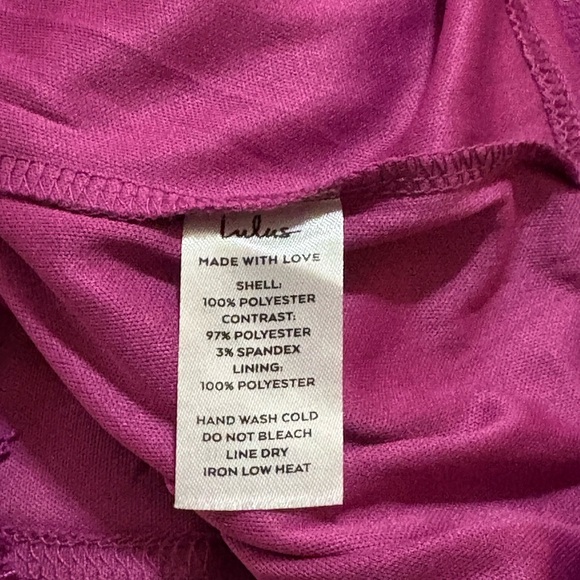 Lulus
MADE WITH LOVE
SHELL:
100% POLYESTER
CONTRAST:
97% POLYESTER
3% SPANDEX
LINING:
100% POLYESTER
HAND WASH COLD
DO NOT BLEACH
LINE DRY
IRON LOW HEAT